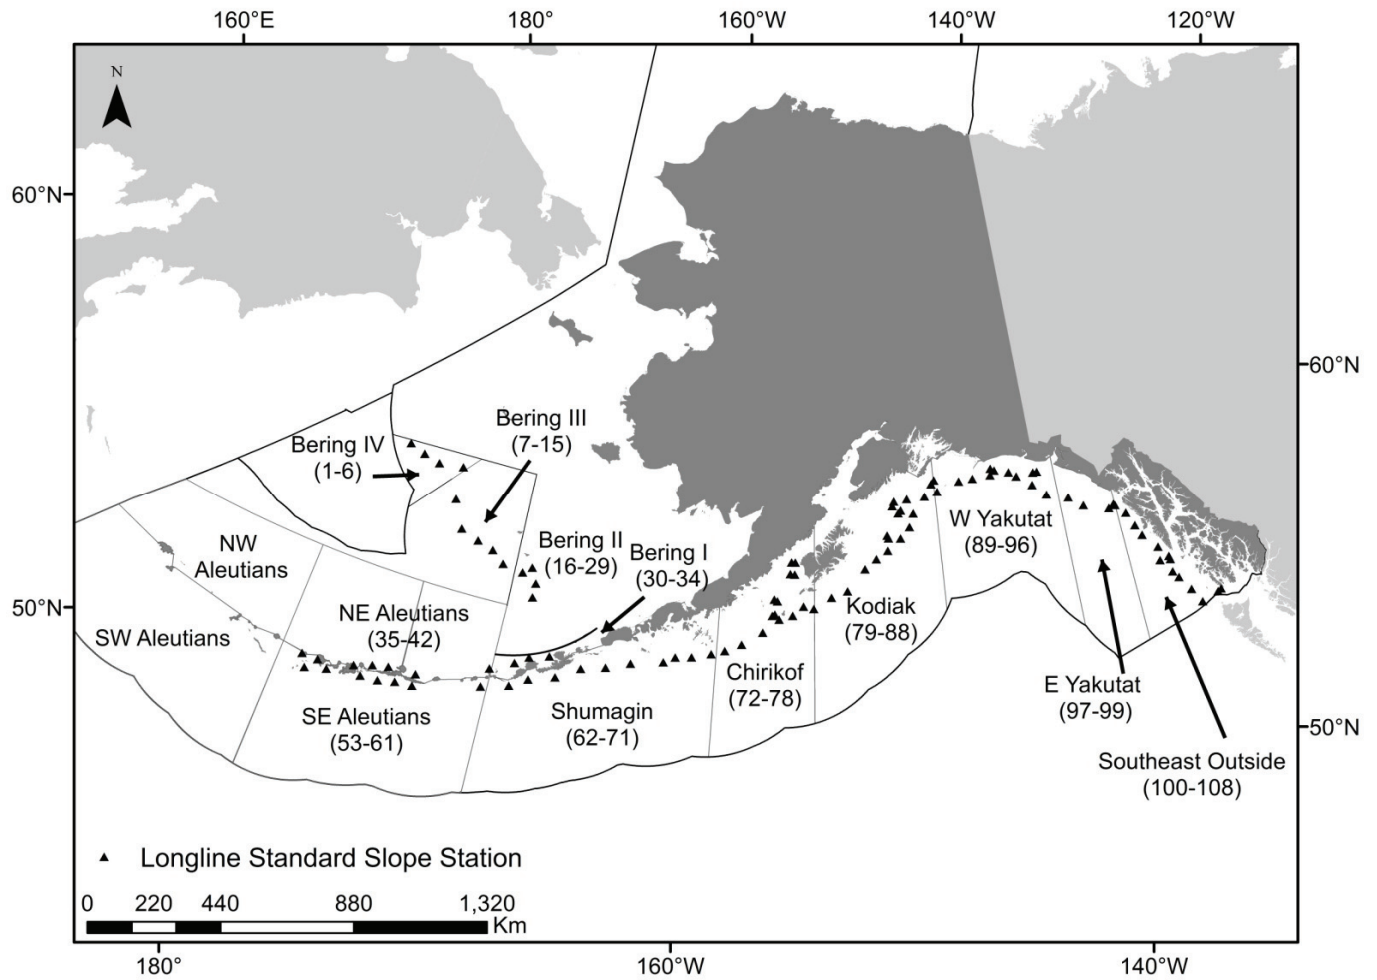 160°E 180° 160°W 140°W 120°W
N
60°N
60°N
Bering III
(7-15)
Bering IV
(1-6)
Bering II
(16-29)
Bering I
(30-34)
NW
Aleutians
W Yakutat
(89-96)
NE Aleutians
(35-42)
50°N
SW Aleutians
Kodiak
(79-88)
Chirikof
(72-78)
E Yakutat
(97-99)
SE Aleutians
(53-61)
Shumagin
(62-71)
50°N
Southeast Outside
(100-108)
Longline Standard Slope Station
0 220 440 880 1,320
Km
180° 160°W 140°W